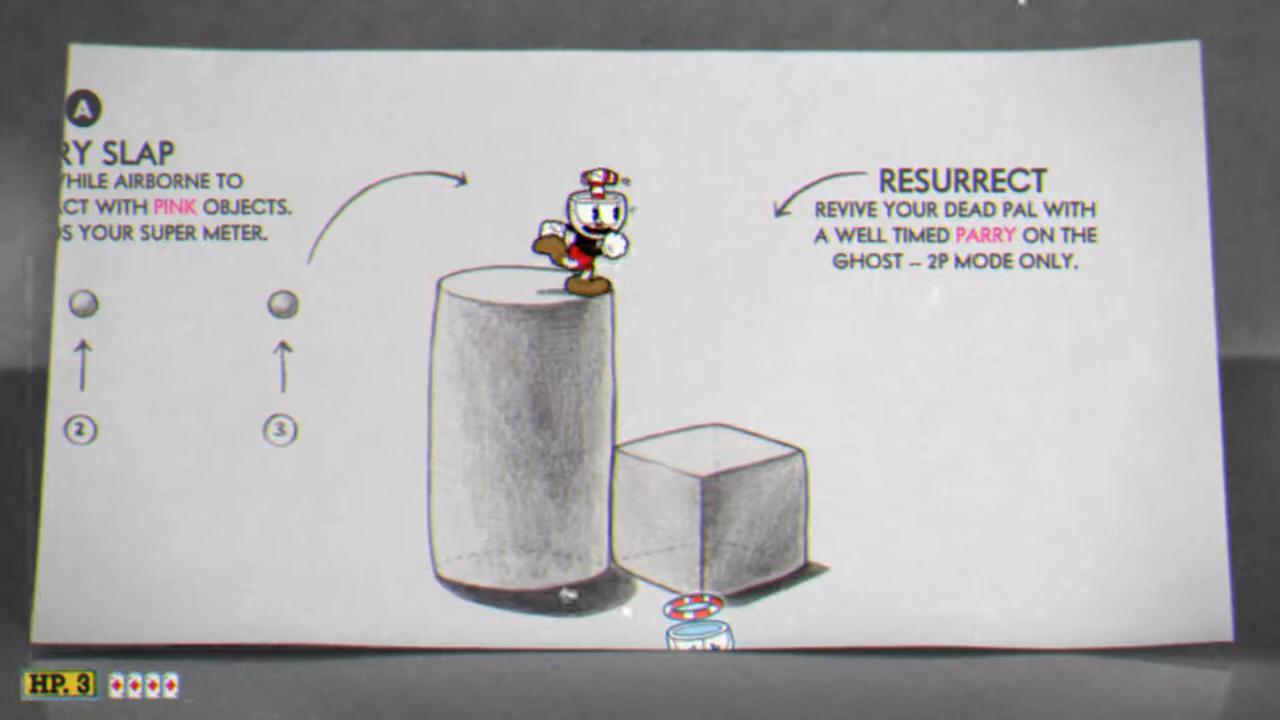 A
RY SLAP
WHILE AIRBORNE TO
ACT WITH PINK OBJECTS.
S YOUR SUPER METER.
RESURRECT
REVIVE YOUR DEAD PAL WITH
A WELL TIMED PARRY ON THE
GHOST -- 2P MODE ONLY.
2
3
HP. 3